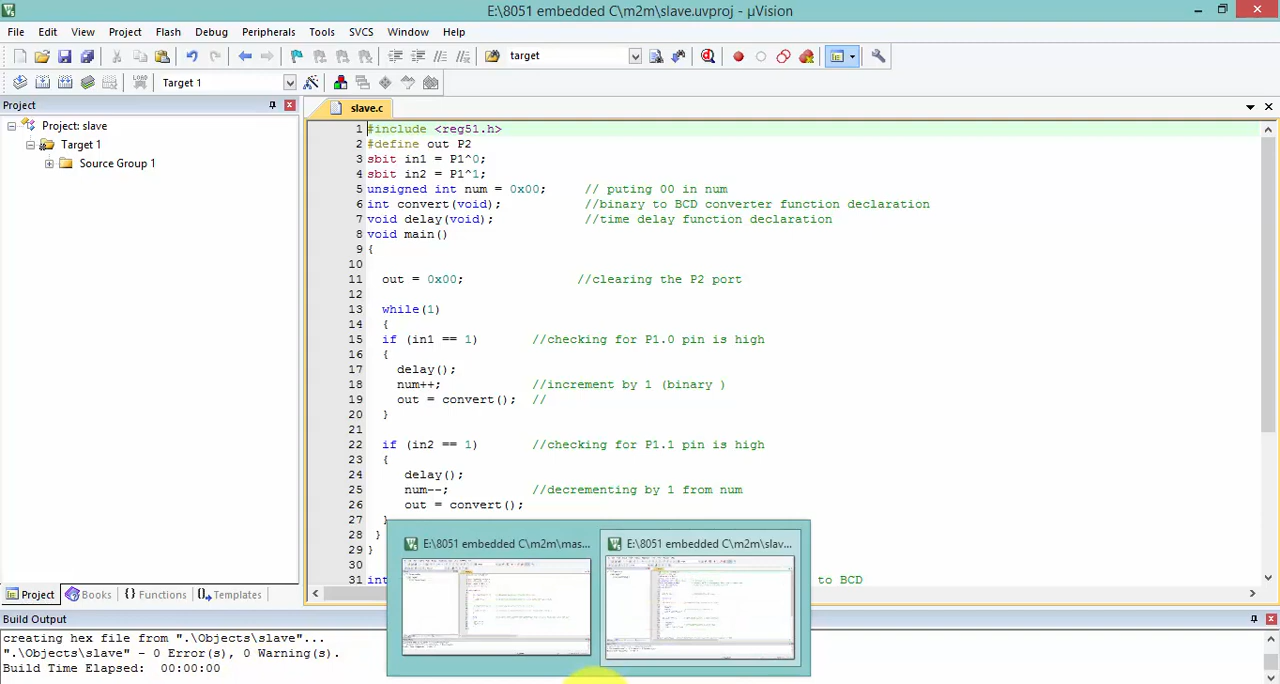 E:\8051 embedded C\m2m\slave.uvproj - µVision
File Edit View Project Flash Debug Peripherals Tools SVCS Window Help
target
LOAD Target 1
Project
slave.c
Project: slave
Target 1
Source Group 1
1 #include <reg51.h>
2 #define out P2
3 sbit in1 = P1^0;
4 sbit in2 = P1^1;
5 unsigned int num = 0x00; // puting 00 in num
6 int convert(void); //binary to BCD converter function declaration
7 void delay(void); //time delay function declaration
8 void main()
9 {
10
11 out = 0x00; //clearing the P2 port
12
13 while(1)
14 {
15 if (in1 == 1) //checking for P1.0 pin is high
16 {
17 delay();
18 num++; //increment by 1 (binary )
19 out = convert(); //
20 }
21
22 if (in2 == 1) //checking for P1.1 pin is high
23 {
24 delay();
25 num--; //decrementing by 1 from num
26 out = convert();
27 }
28 }
29 }
30
31 int to BCD
E:\8051 embedded C\m2m\mas...
E:\8051 embedded C\m2m\slav...
Project Books {} Functions Templates
Build Output
creating hex file from ".\Objects\slave"...
".\Objects\slave" - 0 Error(s), 0 Warning(s).
Build Time Elapsed: 00:00:00